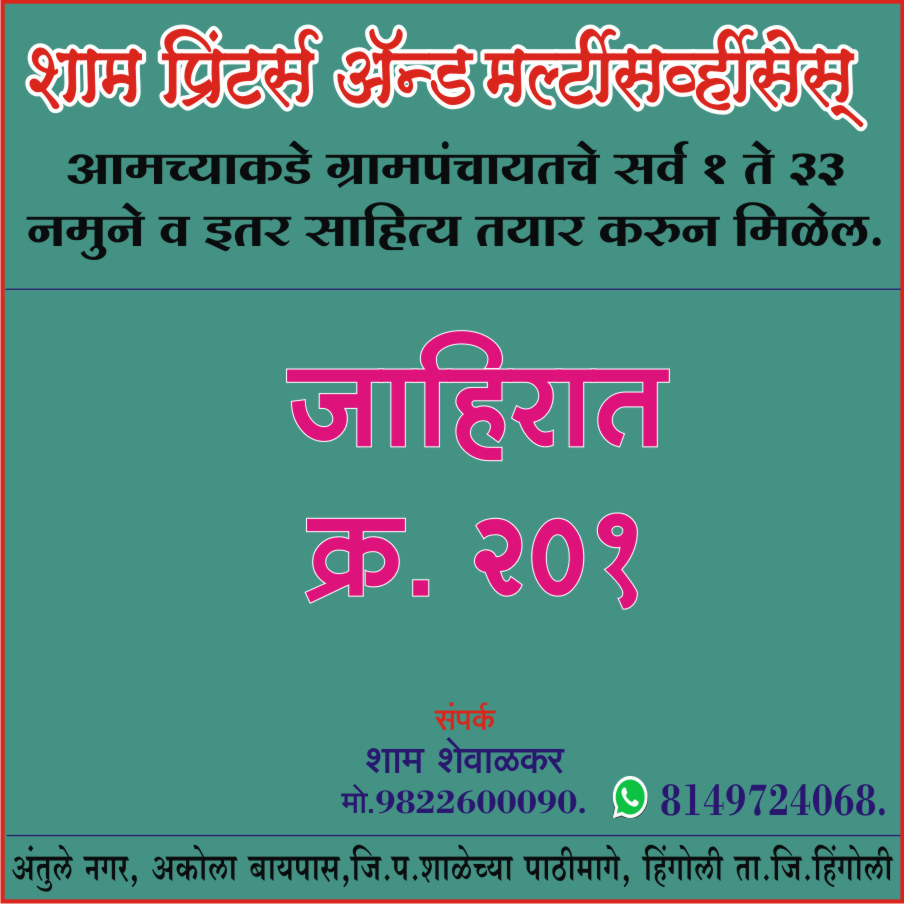 शाम प्रिंटर्स ॲन्ड मल्टीसर्व्हीसेस्
आमच्याकडे ग्रामपंचायतचे सर्व १ ते ३३
नमुने व इतर साहित्य तयार करुन मिळेल.
जाहिरात
क्र. २०१
संपर्क
शाम शेवाळकर
मो.9822600090. 8149724068.
अंतुले नगर, अकोला बायपास,जि.प.शाळेच्या पाठीमागे, हिंगोली ता.जि.हिंगोली